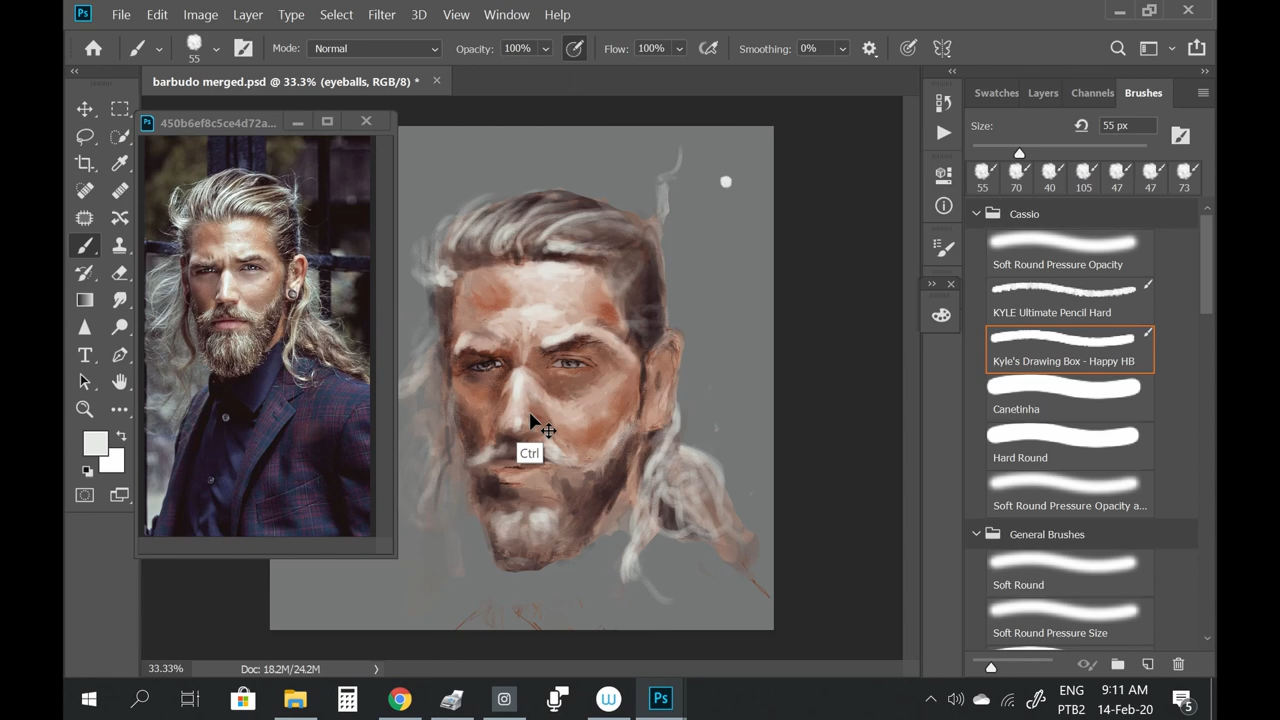 Ps File Edit Image Layer Type Select Filter 3D View Window Help
55 Mode: Normal Opacity: 100% Flow: 100% Smoothing: 0%
barbudo merged.psd @ 33.3% (eyeballs, RGB/8) *
Ps 450b6ef8c5ce4d72a...
Ctrl
33.33% Doc: 18.2M/24.2M
Swatches Layers Channels Brushes
Size: 55 px
55 70 40 105 47 47 73
Cassio
Soft Round Pressure Opacity
KYLE Ultimate Pencil Hard
Kyle's Drawing Box - Happy HB
Canetinha
Hard Round
Soft Round Pressure Opacity a...
General Brushes
Soft Round
Soft Round Pressure Size
W Ps
ENG
PTB2
9:11 AM
14-Feb-20
5